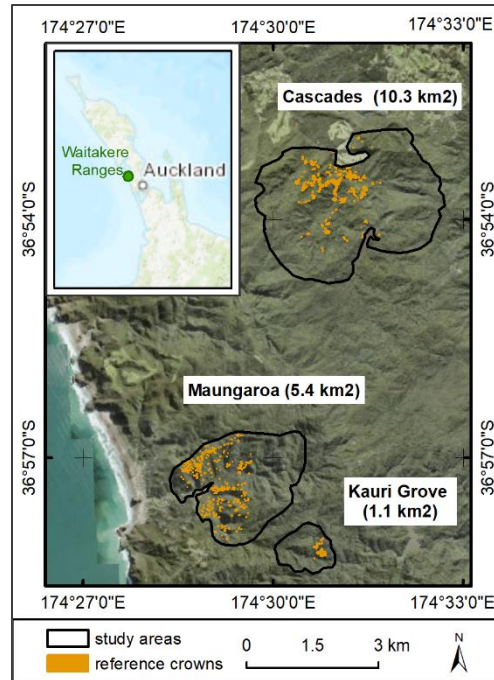 174°27'0"E 174°30'0"E 174°33'0"E
Cascades (10.3 km2)
Waitakere
Ranges
Auckland
36°54'0"S 36°54'0"S
Maungaroa (5.4 km2)
36°57'0"S 36°57'0"S
Kauri Grove
(1.1 km2)
174°27'0"E 174°30'0"E 174°33'0"E
study areas
reference crowns
0 1.5 3 km
N